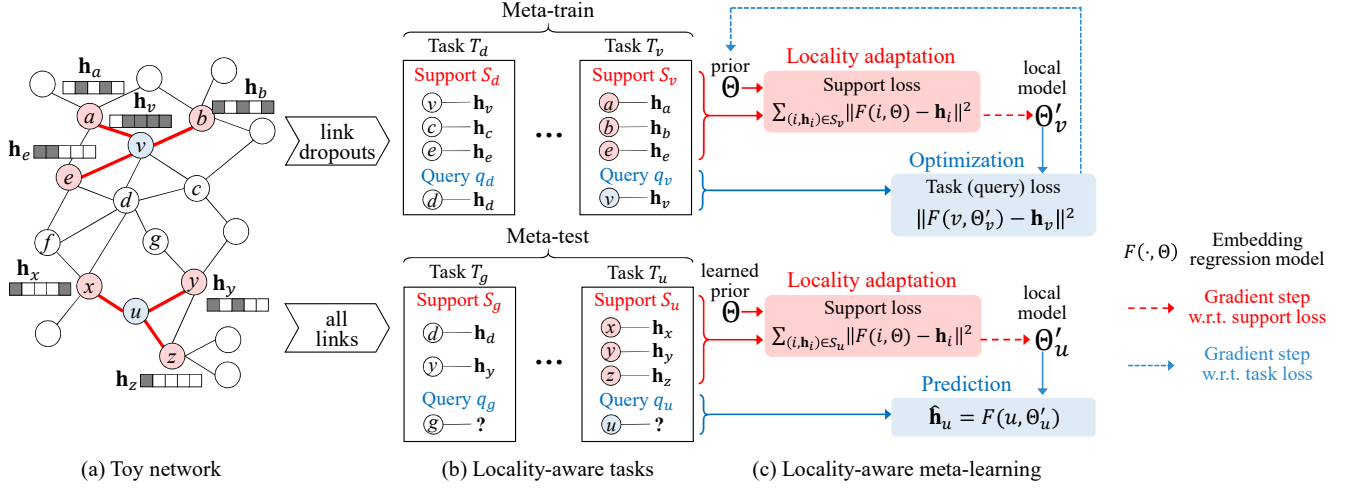 h_a
h_v
h_b
h_e
a
b
v
e
c
d
f
g
h_x
x
y
h_y
u
z
h_z
(a) Toy network
link
dropouts
all
links
Meta-train
Task T_d
Support S_d
v h_v
c h_c
e h_e
Query q_d
d h_d
...
Task T_v
Support S_v
a h_a
b h_b
e h_e
Query q_v
v h_v
Meta-test
Task T_g
Support S_g
d h_d
y h_y
Query q_g
g ?
...
Task T_u
Support S_u
x h_x
y h_y
z h_z
Query q_u
u ?
(b) Locality-aware tasks
prior
Θ
Locality adaptation
Support loss
∑_{(i,h_i)∈S_v} ‖F(i, Θ) − h_i‖²
local
model
Θ′_v
Optimization
Task (query) loss
‖F(v, Θ′_v) − h_v‖²
learned
prior
Θ
Locality adaptation
Support loss
∑_{(i,h_i)∈S_u} ‖F(i, Θ) − h_i‖²
local
model
Θ′_u
Prediction
ĥ_u = F(u, Θ′_u)
(c) Locality-aware meta-learning
F(·, Θ) Embedding
regression model
Gradient step
w.r.t. support loss
Gradient step
w.r.t. task loss